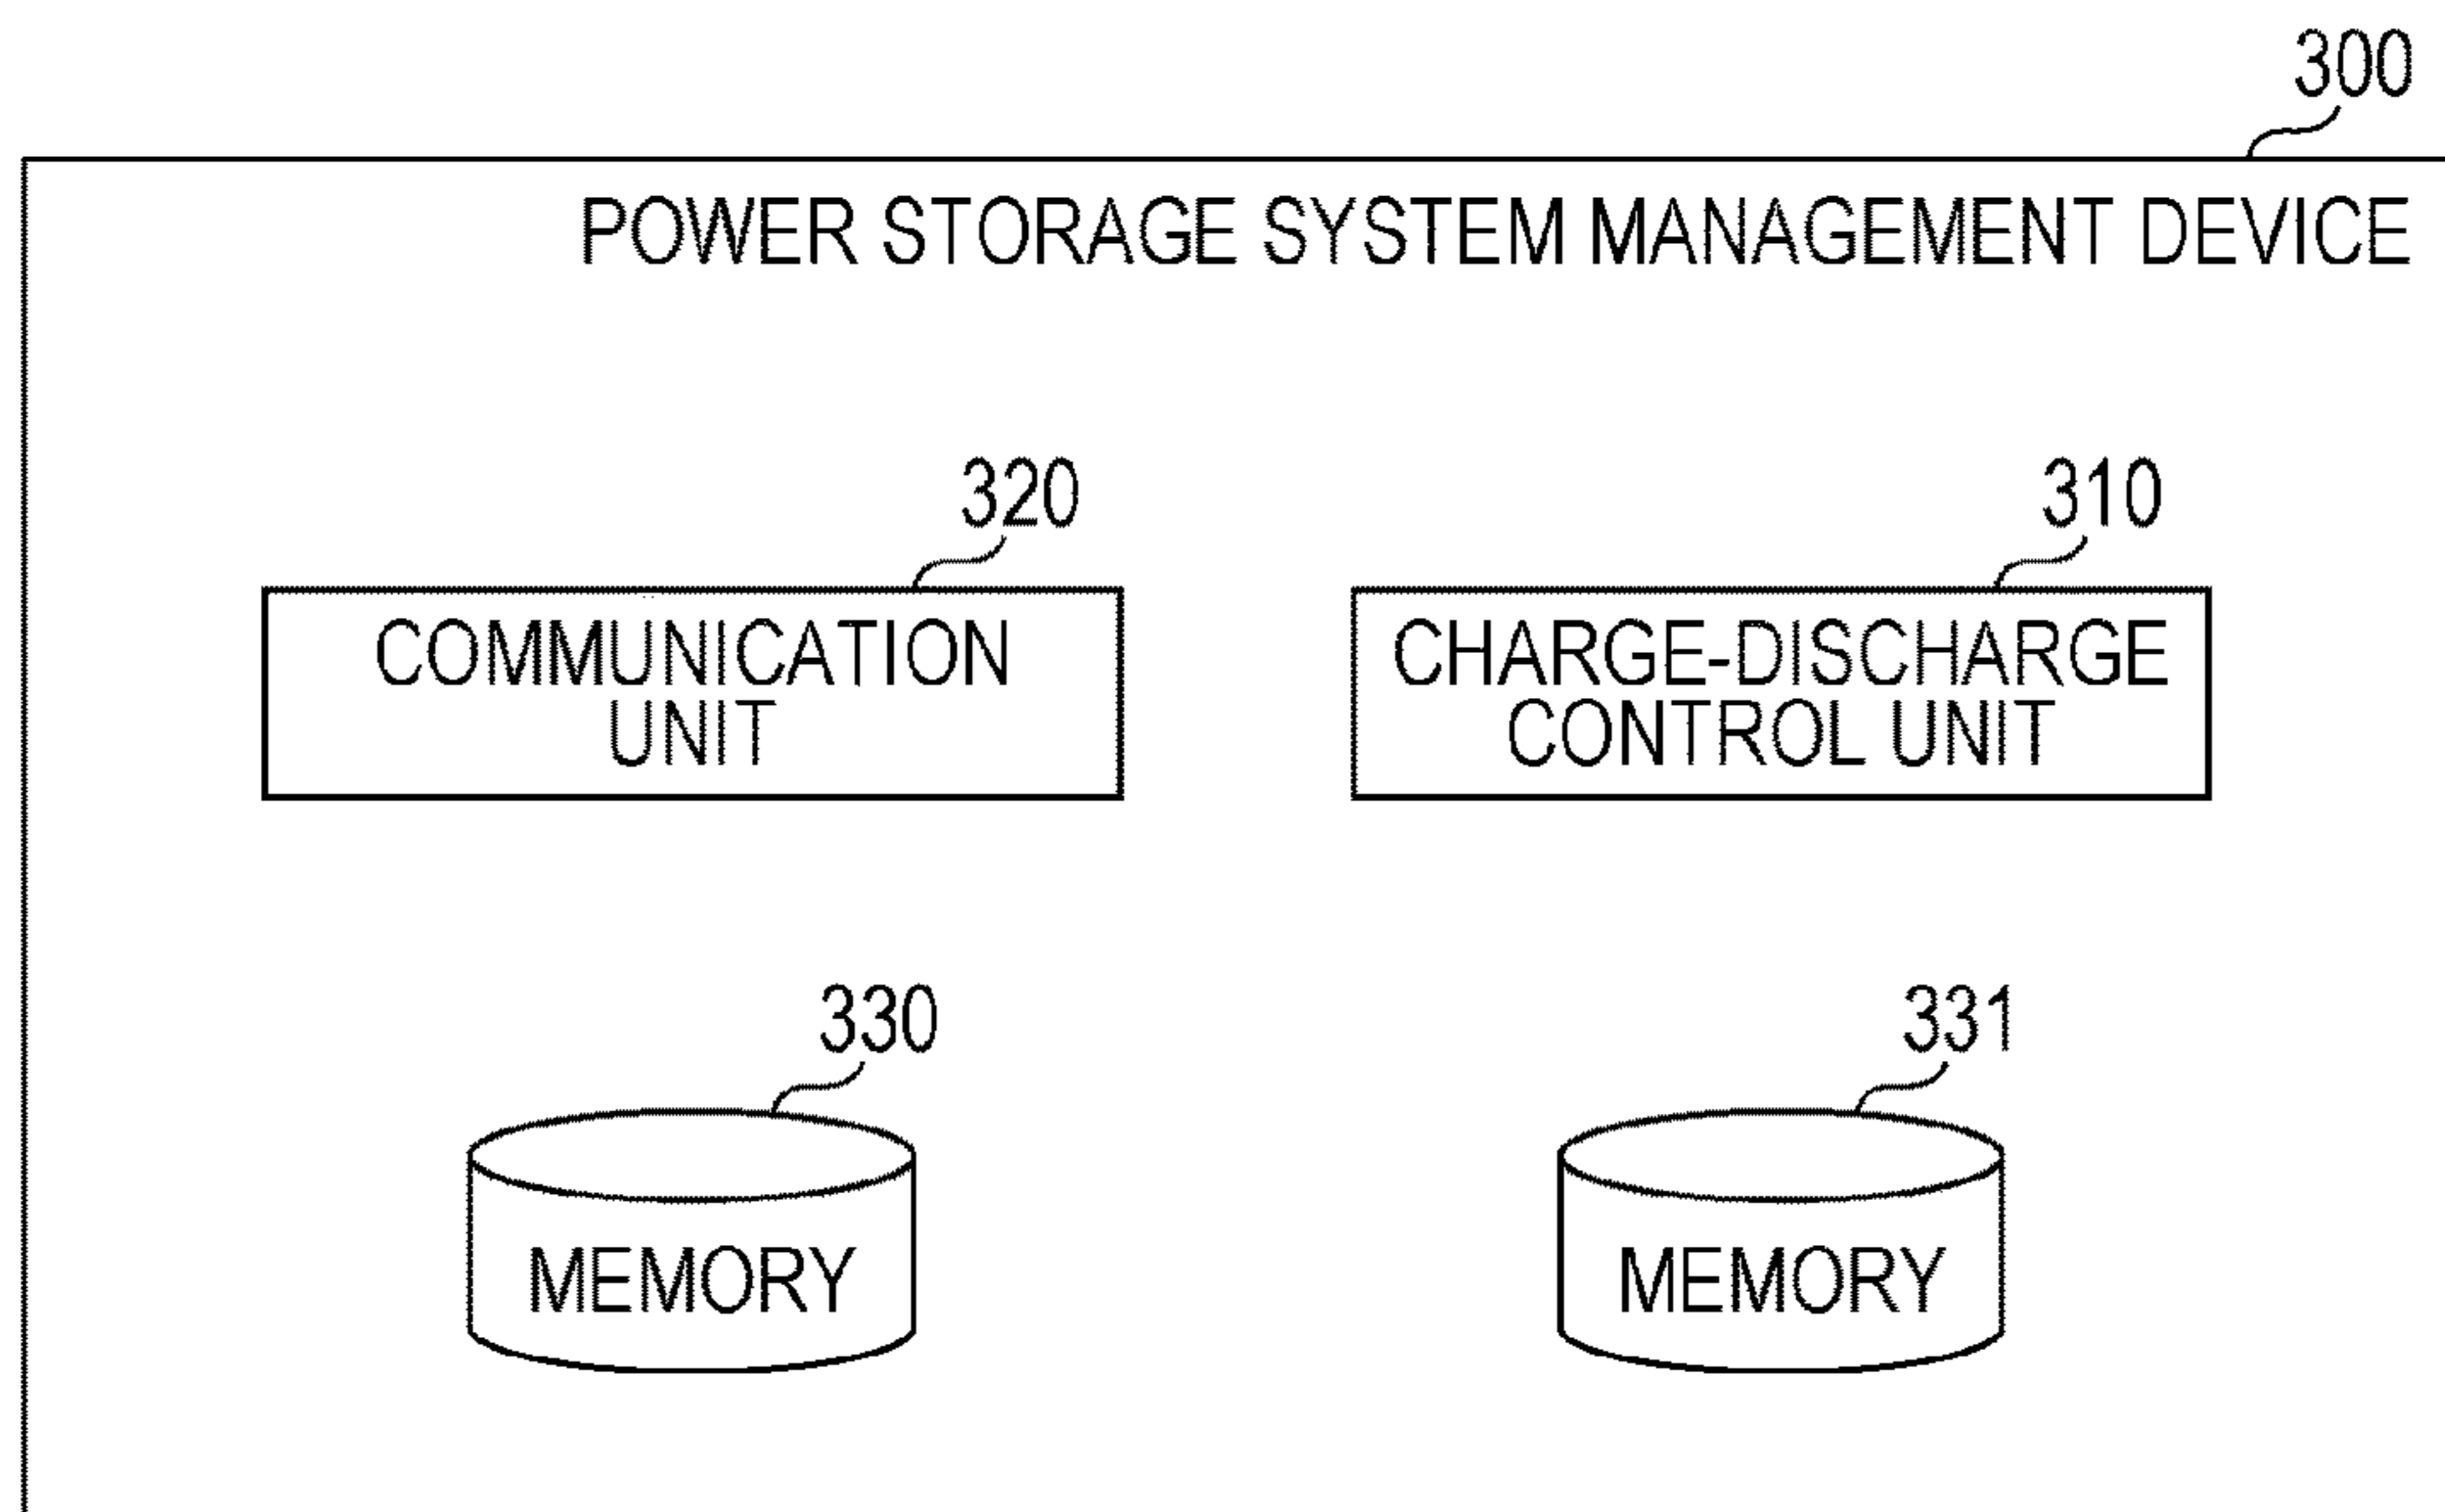 300
POWER STORAGE SYSTEM MANAGEMENT DEVICE
320
310
COMMUNICATION
UNIT
CHARGE-DISCHARGE
CONTROL UNIT
330
331
MEMORY
MEMORY